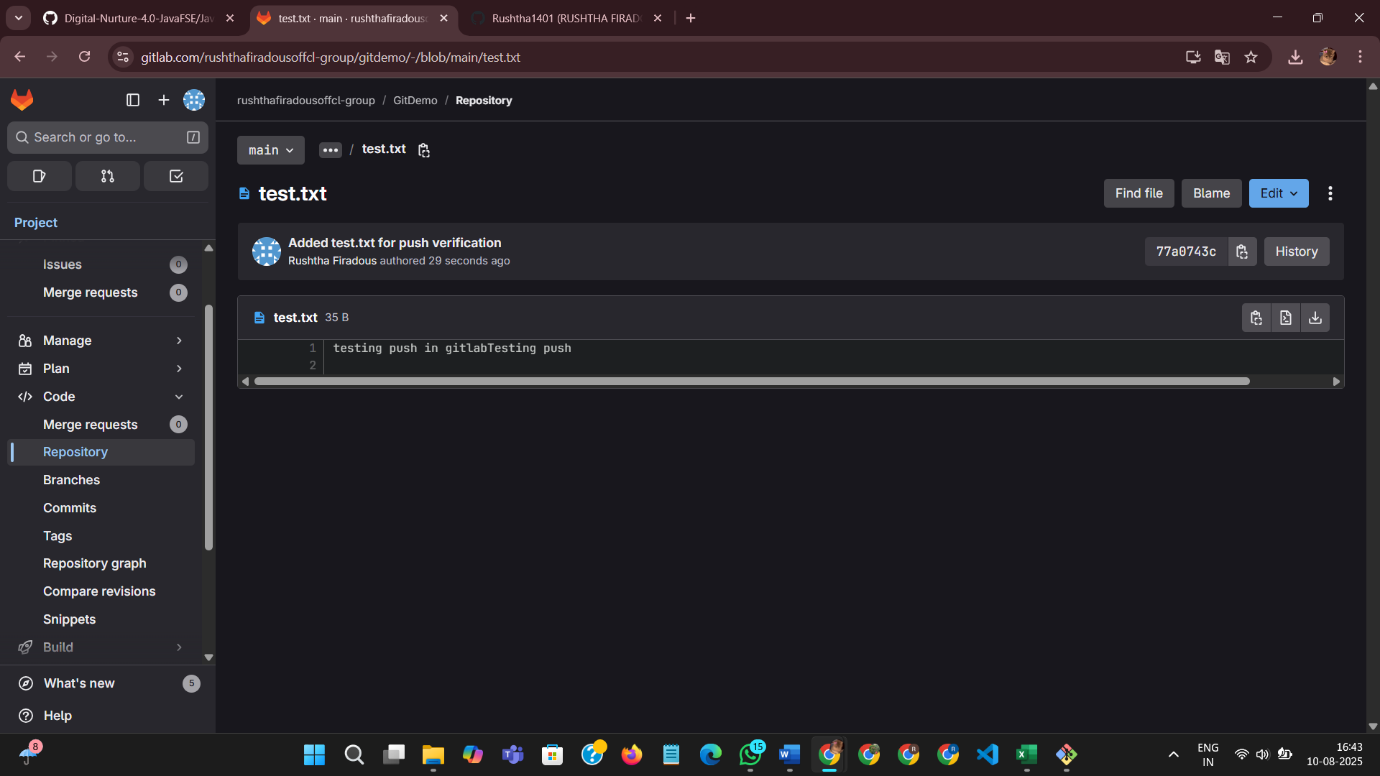 Digital-Nurture-4.0-JavaFSE/Jav
test.txt · main · rushthafiradous
Rushtha1401 (RUSHTHA FIRAD
gitlab.com/rushthafiradousoffcl-group/gitdemo/-/blob/main/test.txt
rushthafiradousoffcl-group / GitDemo / Repository
Search or go to... /
main ... / test.txt
test.txt
Find file Blame Edit
Project
Added test.txt for push verification
Rushtha Firadous authored 29 seconds ago
77a0743c History
Issues 0
Merge requests 0
test.txt 35 B
1 testing push in gitlabTesting push
2
Manage
Plan
Code
Merge requests 0
Repository
Branches
Commits
Tags
Repository graph
Compare revisions
Snippets
Build
What's new 5
Help
8
15
ENG
IN
16:43
10-08-2025